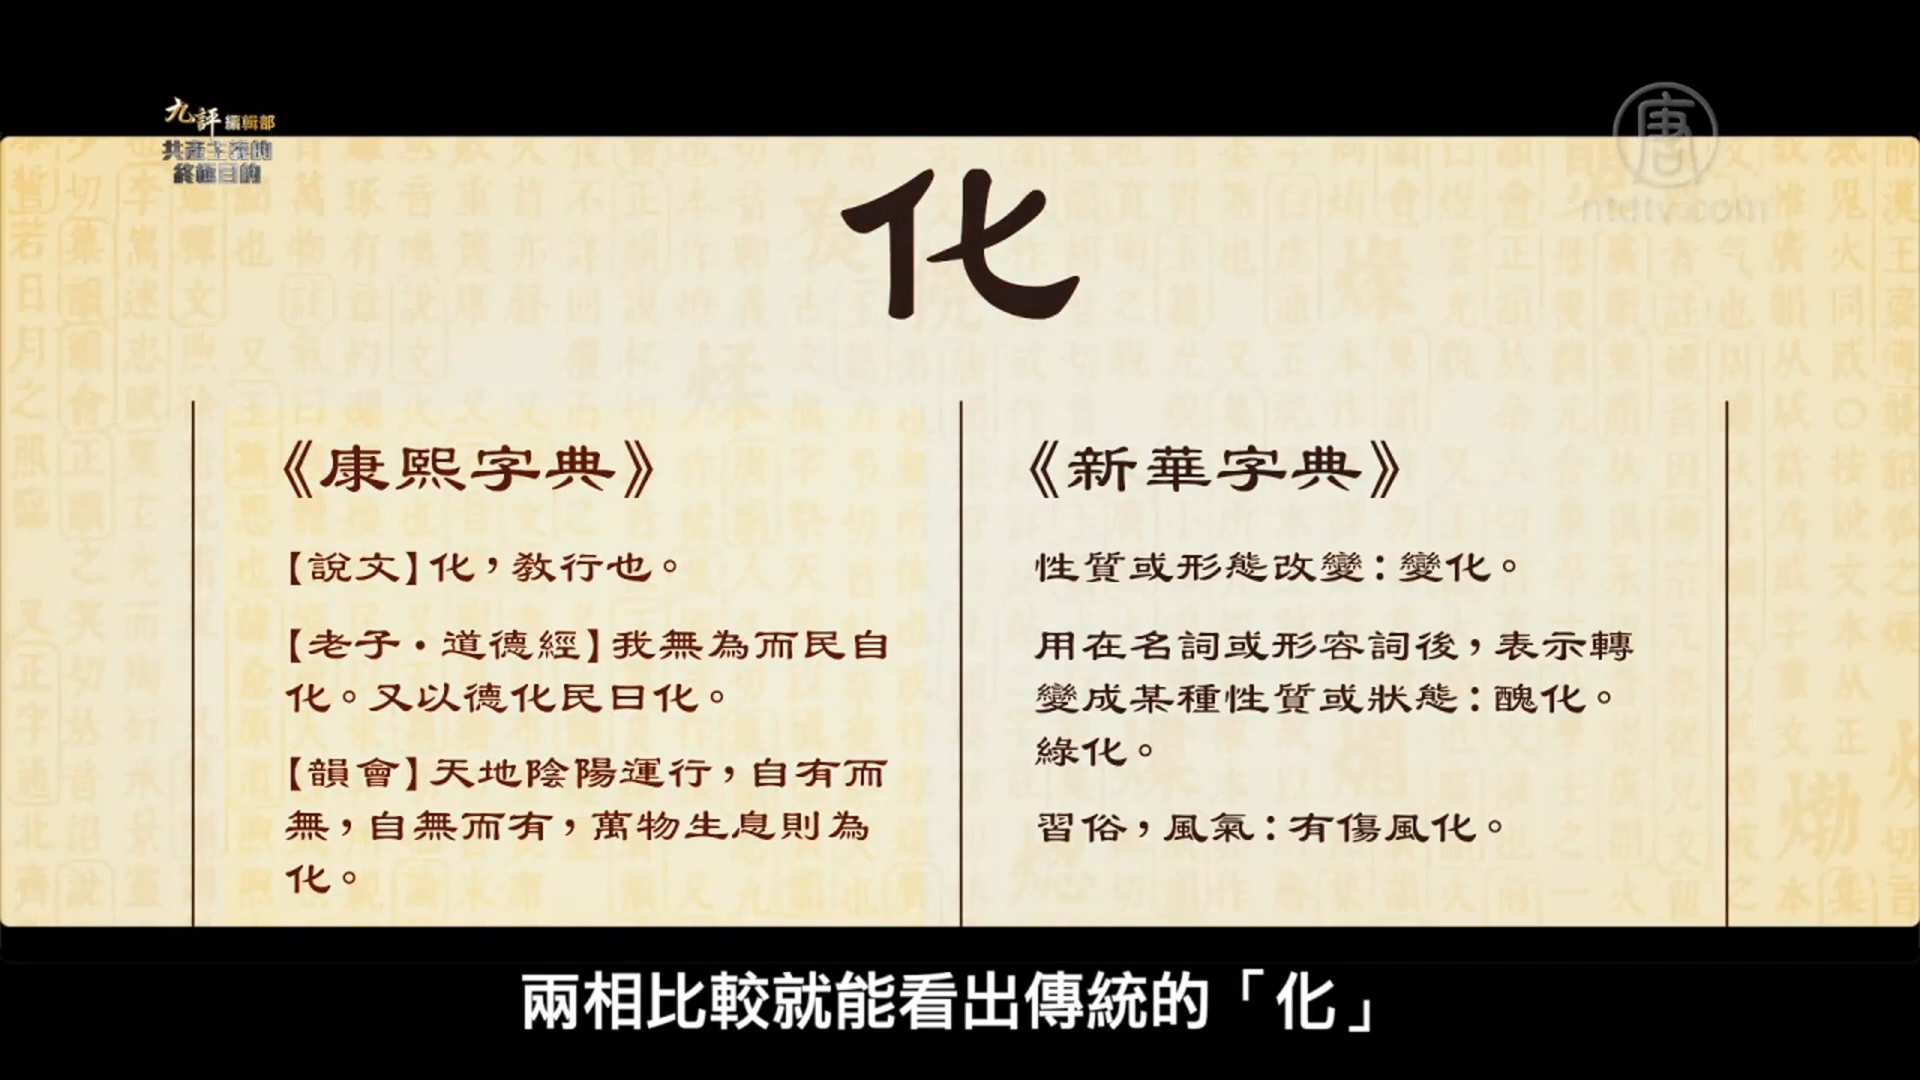 九評編輯部
共產主義的
終極目的
唐
ntdtv.com
化
《康熙字典》
【說文】化，教行也。
【老子·道德經】我無為而民自
化。又以德化民曰化。
【韻會】天地陰陽運行，自有而
無，自無而有，萬物生息則為
化。
《新華字典》
性質或形態改變：變化。
用在名詞或形容詞後，表示轉
變成某種性質或狀態：醜化。
綠化。
習俗，風氣：有傷風化。
兩相比較就能看出傳統的「化」